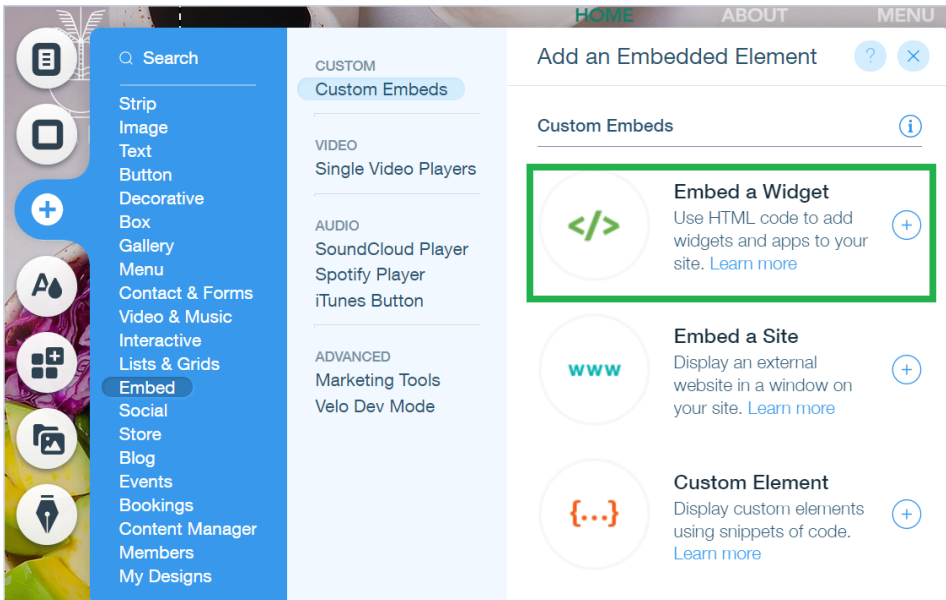 HOME ABOUT MENU
Search
Strip
Image
Text
Button
Decorative
Box
Gallery
Menu
Contact & Forms
Video & Music
Interactive
Lists & Grids
Embed
Social
Store
Blog
Events
Bookings
Content Manager
Members
My Designs
CUSTOM
Custom Embeds
VIDEO
Single Video Players
AUDIO
SoundCloud Player
Spotify Player
iTunes Button
ADVANCED
Marketing Tools
Velo Dev Mode
Add an Embedded Element ?
Custom Embeds
</>
Embed a Widget
Use HTML code to add
widgets and apps to your
site. Learn more
www
Embed a Site
Display an external
website in a window on
your site. Learn more
{...}
Custom Element
Display custom elements
using snippets of code.
Learn more